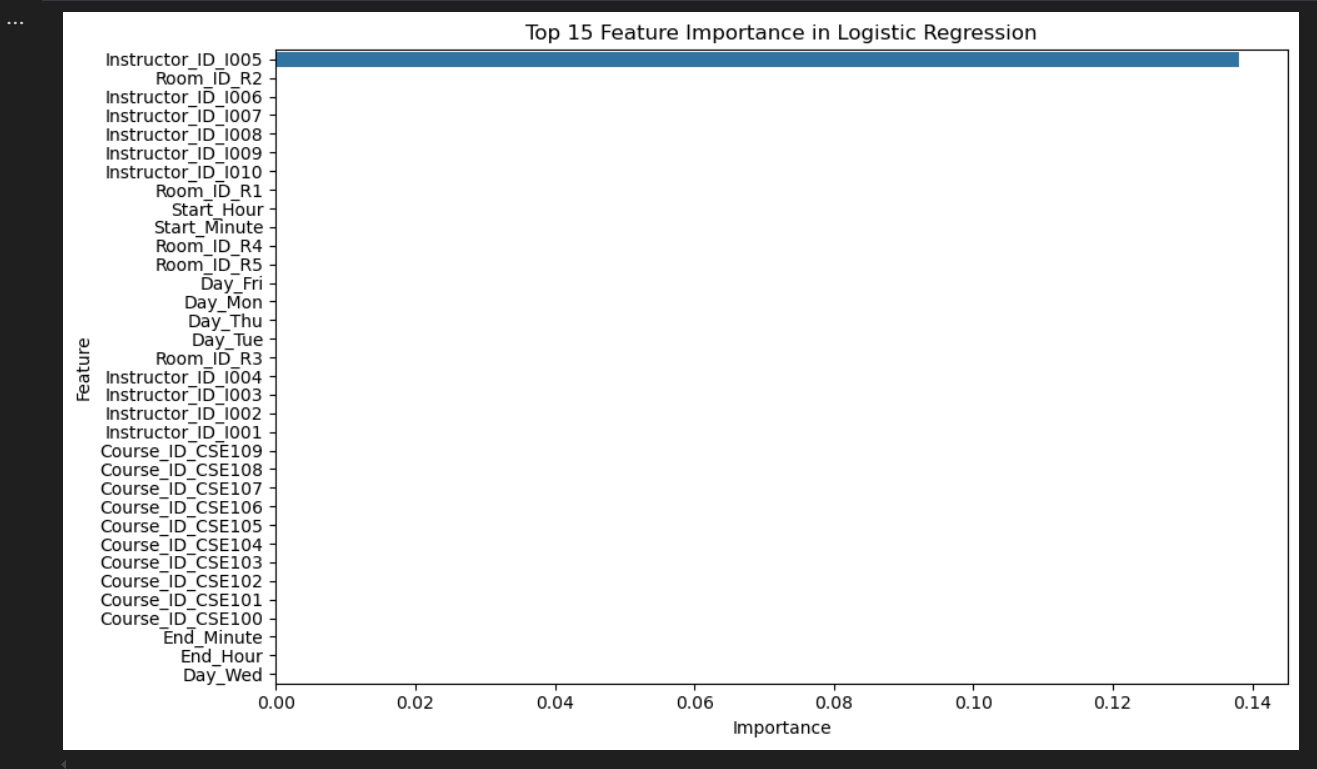 ...
Top 15 Feature Importance in Logistic Regression
Instructor_ID_I005
Room_ID_R2
Instructor_ID_I006
Instructor_ID_I007
Instructor_ID_I008
Instructor_ID_I009
Instructor_ID_I010
Room_ID_R1
Start_Hour
Start_Minute
Room_ID_R4
Room_ID_R5
Day_Fri
Day_Mon
Day_Thu
Day_Tue
Room_ID_R3
Instructor_ID_I004
Instructor_ID_I003
Instructor_ID_I002
Instructor_ID_I001
Course_ID_CSE109
Course_ID_CSE108
Course_ID_CSE107
Course_ID_CSE106
Course_ID_CSE105
Course_ID_CSE104
Course_ID_CSE103
Course_ID_CSE102
Course_ID_CSE101
Course_ID_CSE100
End_Minute
End_Hour
Day_Wed
Feature
0.00 0.02 0.04 0.06 0.08 0.10 0.12 0.14
Importance